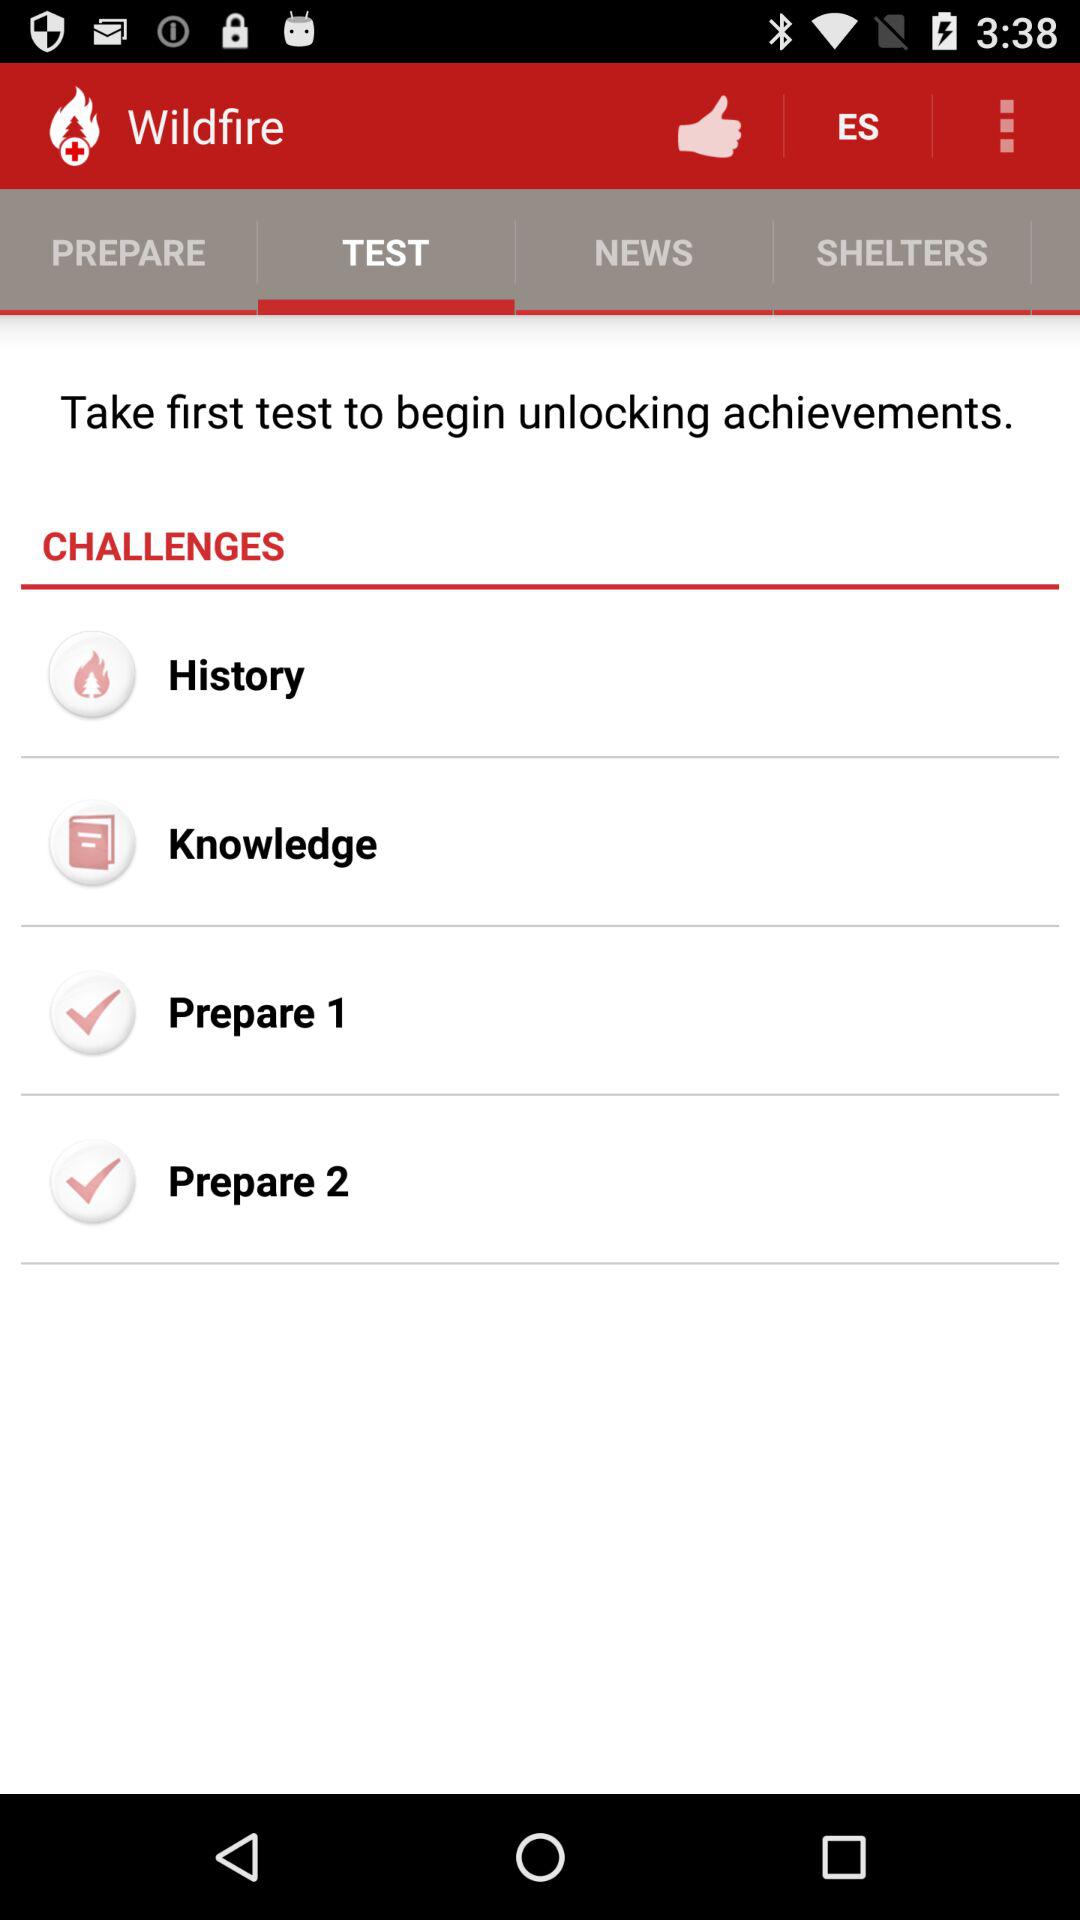 3:38
Wildfire
ES
PREPARE
TEST
NEWS
SHELTERS
Take first test to begin unlocking achievements.
CHALLENGES
History
Knowledge
Prepare 1
Prepare 2